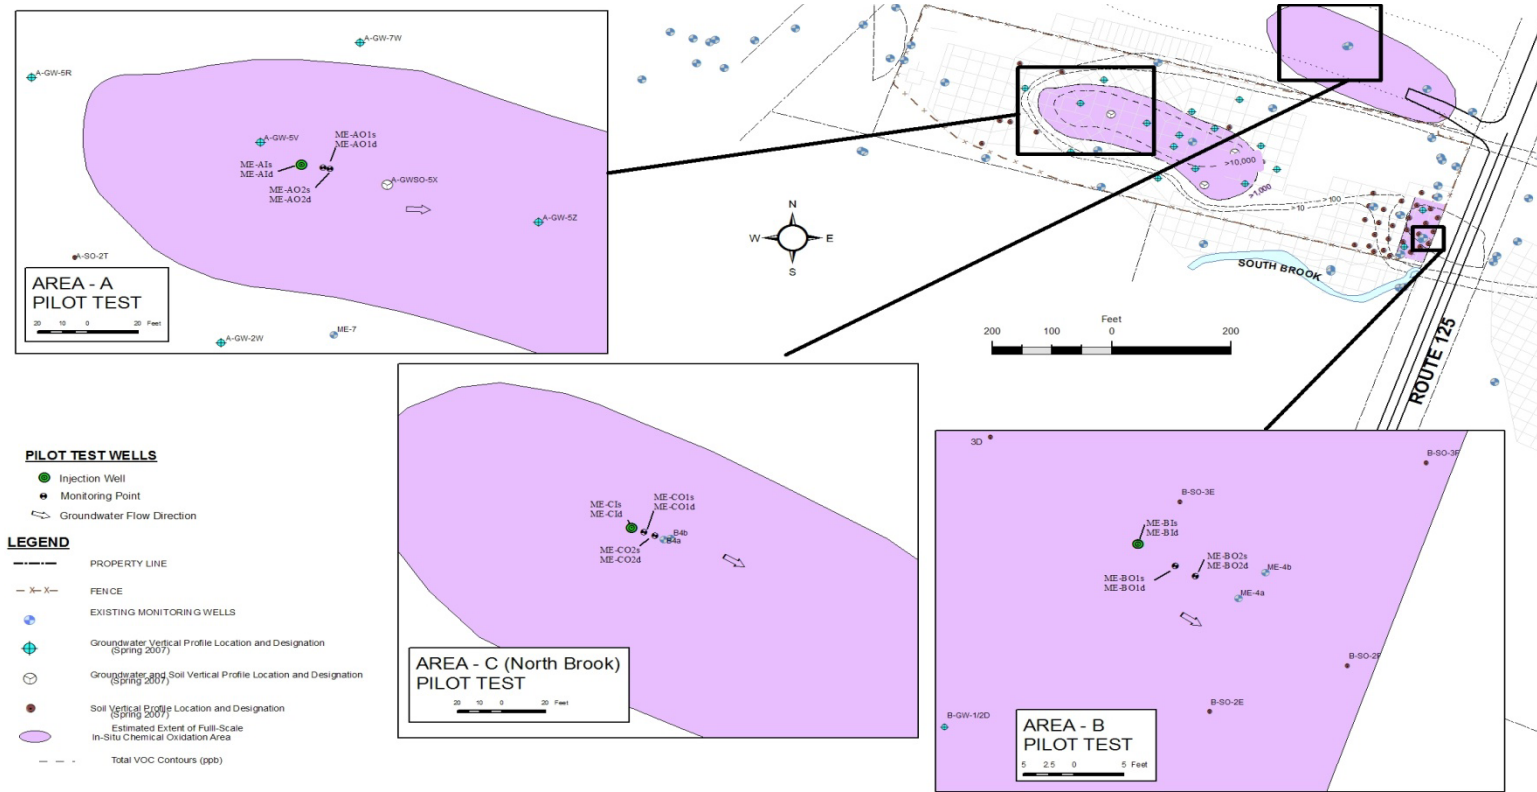 A-GW-7W
A-GW-5R
A-GW-5V
ME-AO1s
ME-AO1d
ME-AIs
ME-AId
ME-AO2s
ME-AO2d
A-GWSO-5X
A-GW-5Z
A-SO-2T
AREA - A
PILOT TEST
20 10 0 20 Feet
A-GW-2W
ME-7
N
W E
S
>10,000
>1,000
>10
>100
SOUTH BROOK
Feet
200 100 0 200
ROUTE 125
PILOT TEST WELLS
Injection Well
Monitoring Point
Groundwater Flow Direction
LEGEND
PROPERTY LINE
FENCE
EXISTING MONITORING WELLS
Groundwater Vertical Profile Location and Designation
(Spring 2007)
Groundwater and Soil Vertical Profile Location and Designation
(Spring 2007)
Soil Vertical Profile Location and Designation
(Spring 2007)
Estimated Extent of Fulll-Scale
In-Situ Chemical Oxidation Area
Total VOC Contours (ppb)
ME-CIs
ME-CId
ME-CO1s
ME-CO1d
B4b
B4a
ME-CO2s
ME-CO2d
AREA - C (North Brook)
PILOT TEST
20 10 0 20 Feet
3D
B-SO-3F
B-SO-3E
ME-BIs
ME-BId
ME-BO2s
ME-BO2d
ME-BO1s
ME-BO1d
ME-4b
ME-4a
B-SO-2F
B-SO-2E
B-GW-1/2D
AREA - B
PILOT TEST
5 2.5 0 5 Feet